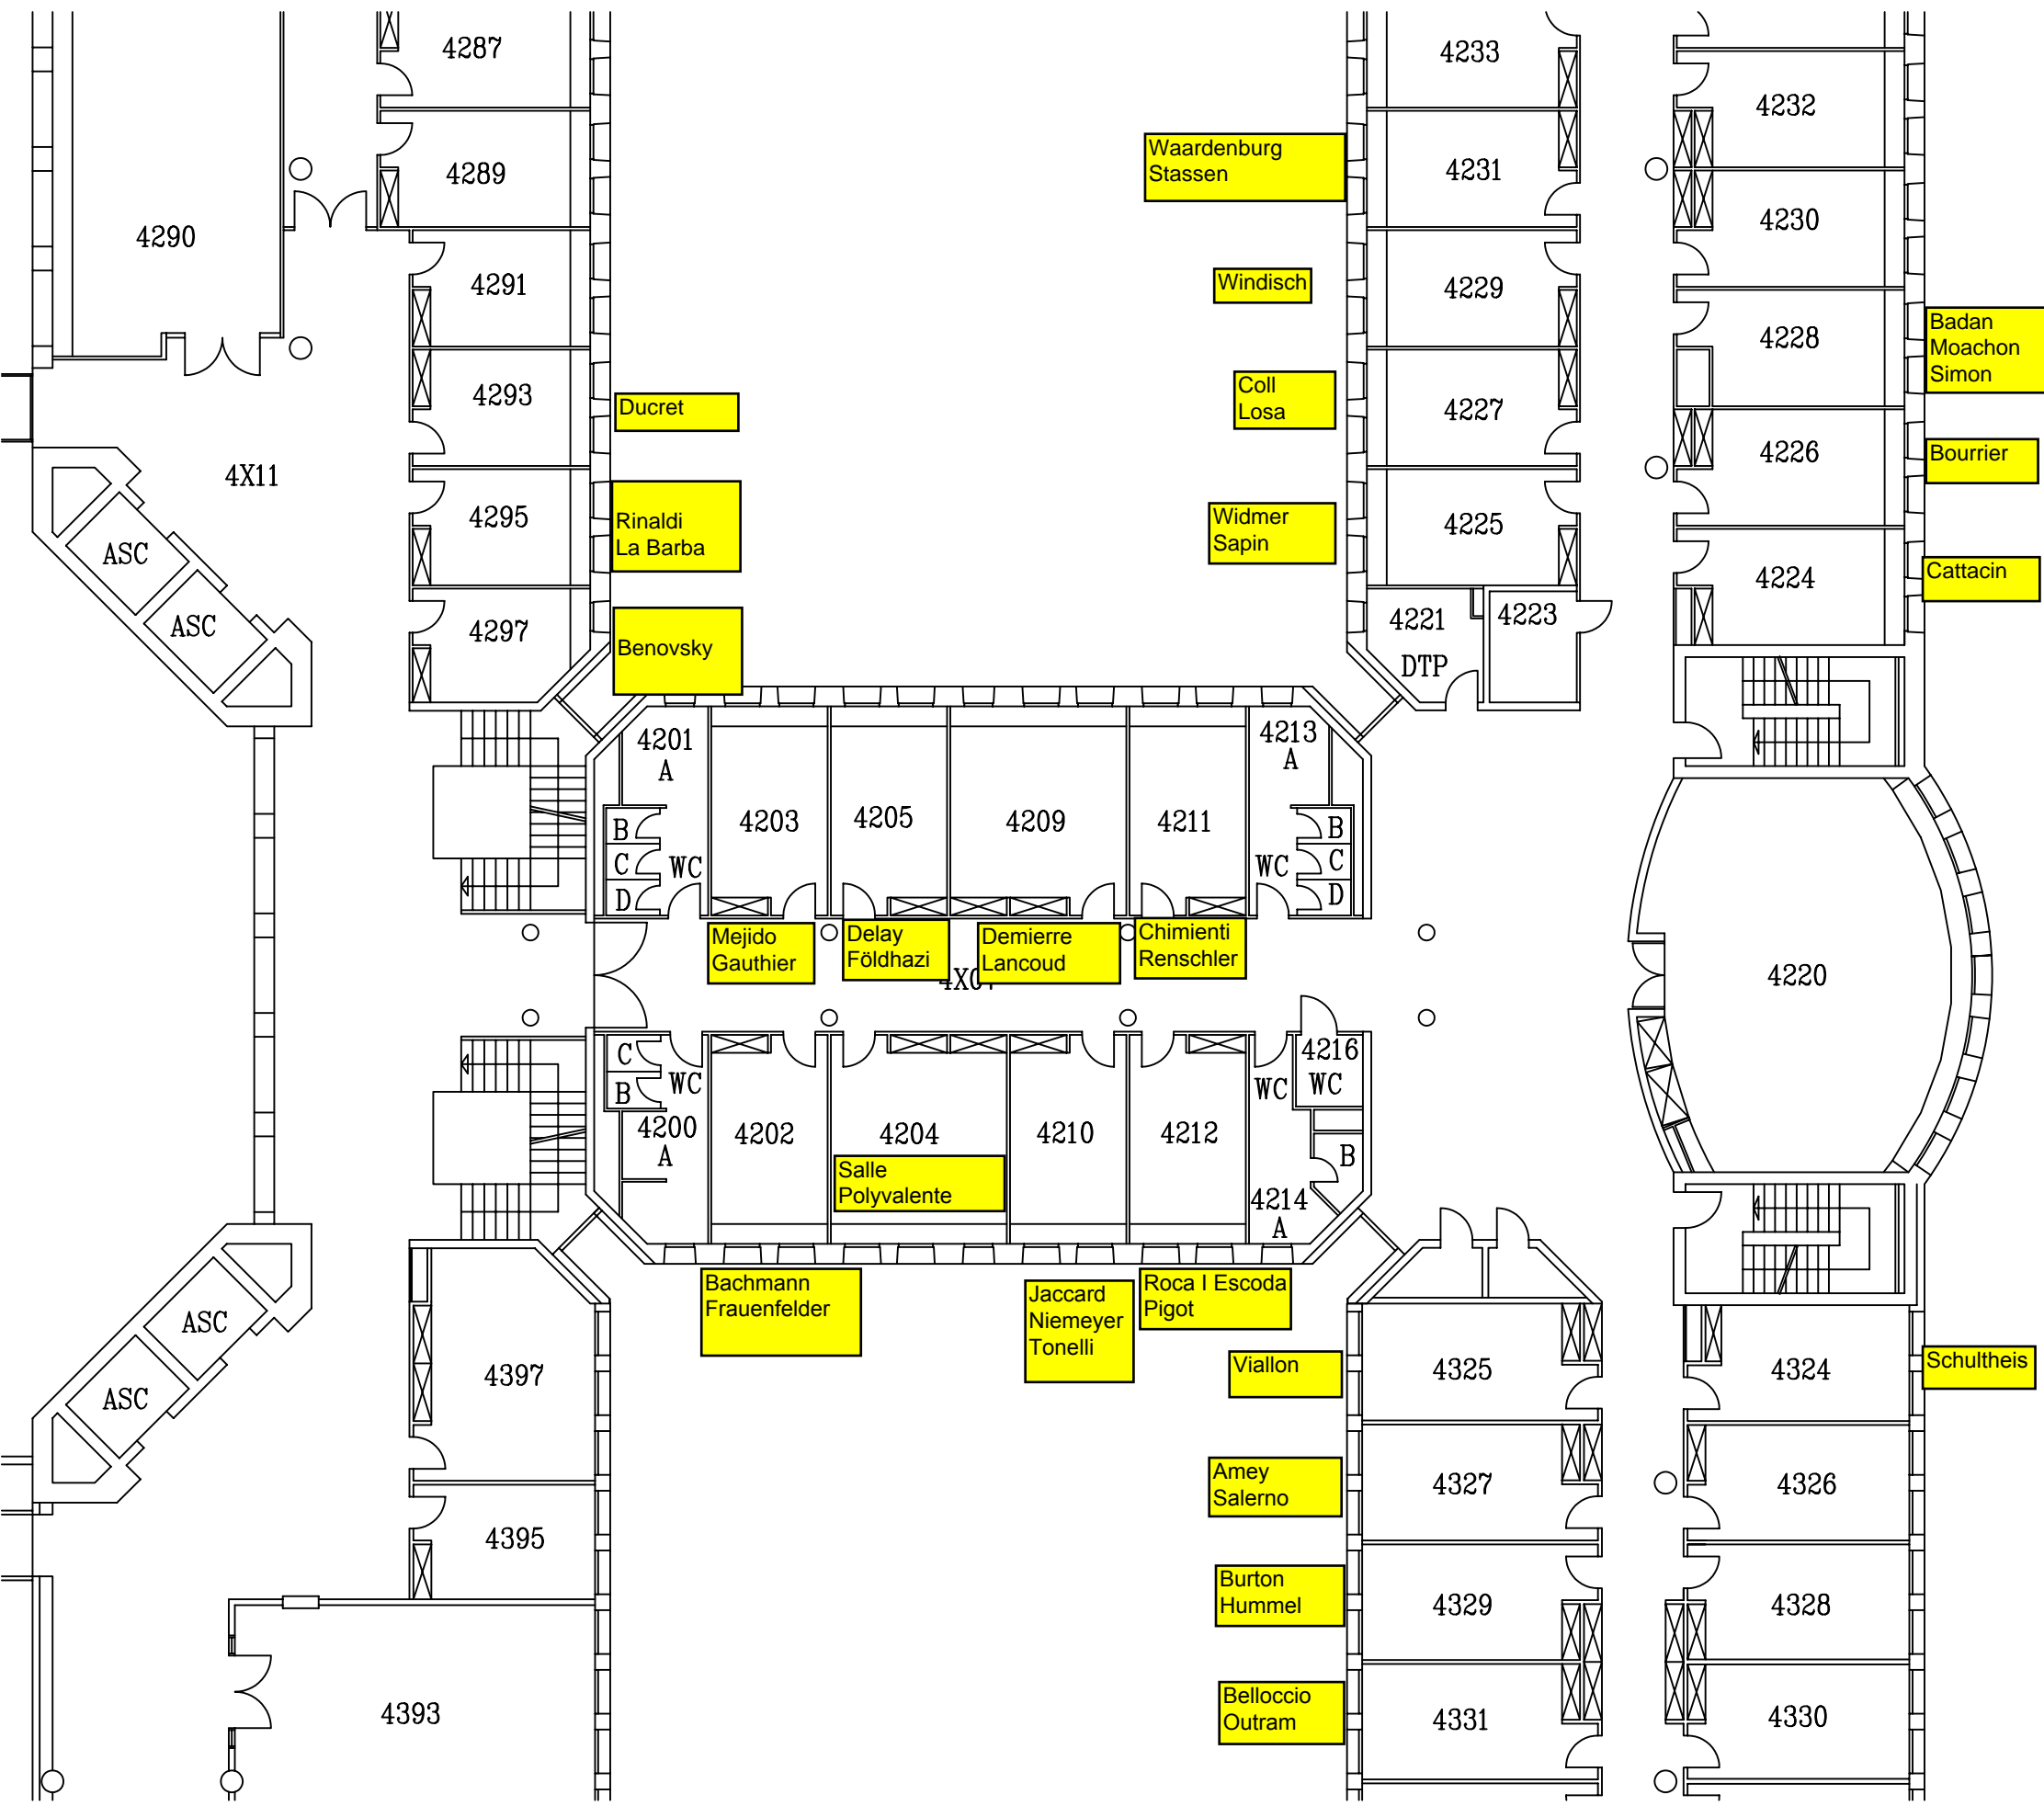 4287
4233
4232
4289
Waardenburg
Stassen
4231
4290
4230
4291
Windisch
4229
Badan
Moachon
Simon
4228
4293
Ducret
Coll
Losa
4227
4226
Bourrier
4X11
4295
Rinaldi
La Barba
Widmer
Sapin
4225
ASC
4224
Cattacin
ASC
4297
Benovsky
4221
DTP
4223
4201
A
4213
A
4203
4205
4209
4211
B
C
D
WC
WC
B
C
D
Mejido
Gauthier
Delay
Földhazi
Demierre
Lancoud
Chimienti
Renschler
4220
C
B
WC
WC
4216
WC
4200
A
4202
4204
4210
4212
B
Salle
Polyvalente
4214
A
Bachmann
Frauenfelder
Jaccard
Niemeyer
Tonelli
Roca I Escoda
Pigot
ASC
4397
Viallon
4325
4324
Schultheis
ASC
Amey
Salerno
4327
4326
4395
Burton
Hummel
4329
4328
4393
Belloccio
Outram
4331
4330